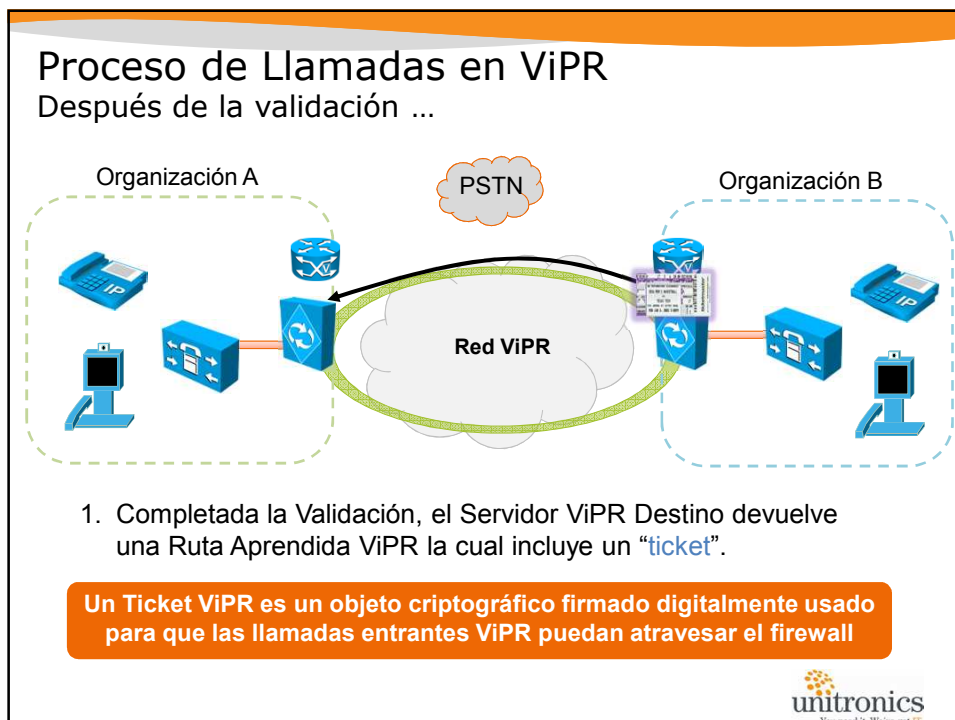 Proceso de Llamadas en ViPR
Después de la validación ...
Organización A
PSTN
Organización B
IP
IP
V
Red ViPR
1. Completada la Validación, el Servidor ViPR Destino devuelve
una Ruta Aprendida ViPR la cual incluye un “ticket”.
Un Ticket ViPR es un objeto criptográfico firmado digitalmente usado
para que las llamadas entrantes ViPR puedan atravesar el firewall
unitronics